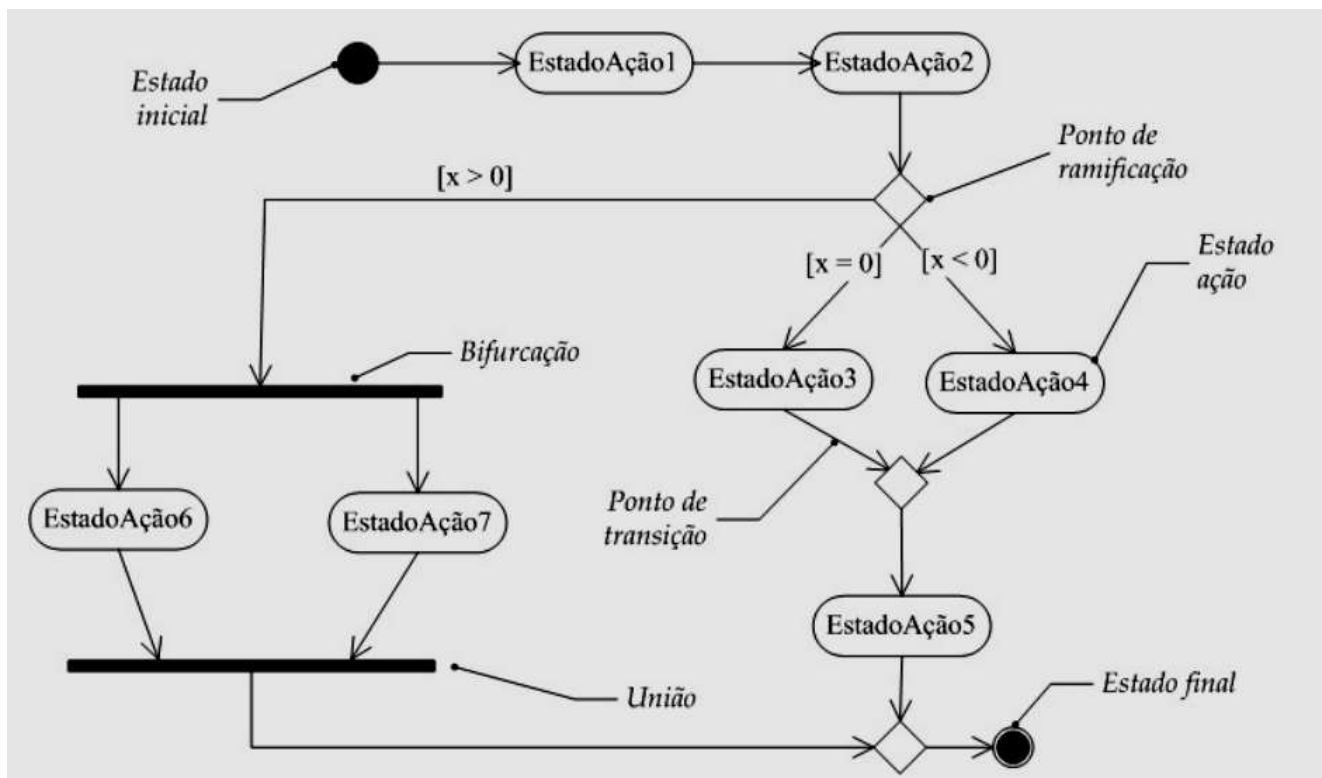 EstadoAção1
EstadoAção2
Estado
inicial
Ponto de
ramificação
[x > 0]
[x = 0]
[x < 0]
Estado
ação
Bifurcação
EstadoAção3
EstadoAção4
Ponto de
transição
EstadoAção6
EstadoAção7
EstadoAção5
União
Estado final